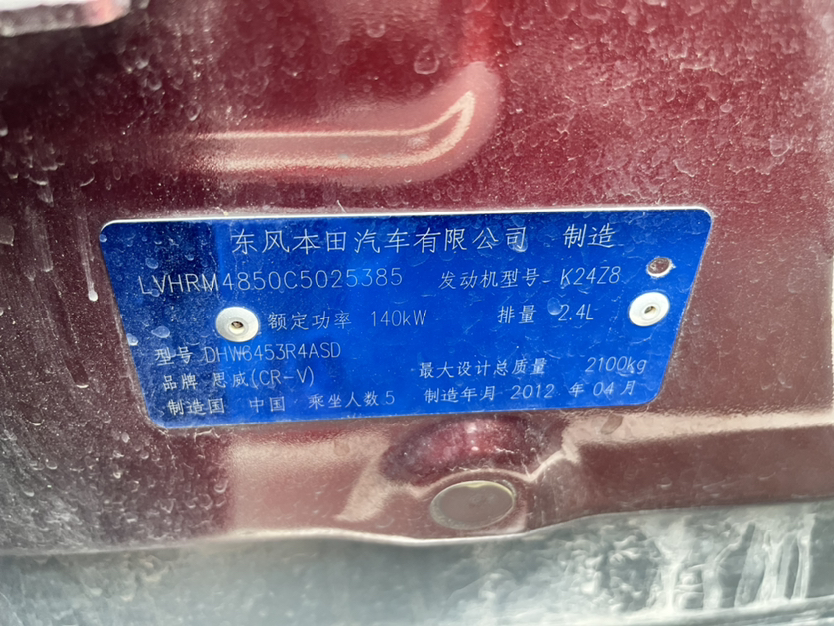 东风本田汽车有限公司 制造
LVHRM4850C5025385 发动机型号 K24Z8
额定功率 140kW 排量 2.4L
型号 DHW6453R4ASD 最大设计总质量 2100kg
品牌 思威(CR-V)
制造国 中国 乘坐人数 5 制造年月 2012 年 04 月